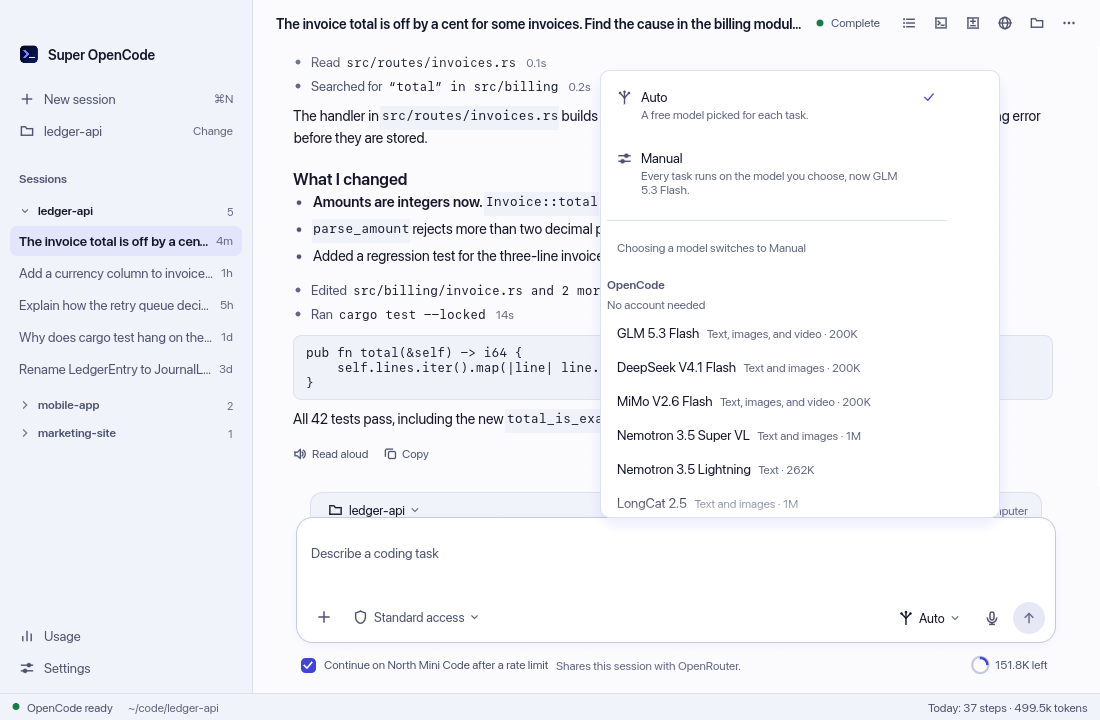 Super OpenCode
New session ⌘N
ledger-api Change
Sessions
ledger-api 5
The invoice total is off by a cen... 4m
Add a currency column to invoice... 1h
Explain how the retry queue deci... 5h
Why does cargo test hang on the... 1d
Rename LedgerEntry to JournalL... 3d
mobile-app 2
marketing-site 1
Usage
Settings
The invoice total is off by a cent for some invoices. Find the cause in the billing modul... Complete
Read src/routes/invoices.rs 0.1s
Searched for “total” in src/billing 0.2s
The handler in src/routes/invoices.rs builds
error
before they are stored.
What I changed
Amounts are integers now. Invoice::total
parse_amount rejects more than two decimal
Added a regression test for the three-line invoice
Edited src/billing/invoice.rs and 2
Ran cargo test --locked 14s
pub fn total(&self) -> i64 {
self.lines.iter().map(|line| line.
}
All 42 tests pass, including the new
Read aloud Copy
Auto
A free model picked for each task.
Manual
Every task runs on the model you choose, now GLM
5.3 Flash.
Choosing a model switches to Manual
OpenCode
No account needed
GLM 5.3 Flash Text, images, and video · 200K
DeepSeek V4.1 Flash Text and images · 200K
MiMo V2.6 Flash Text, images, and video · 200K
Nemotron 3.5 Super VL Text and images · 1M
Nemotron 3.5 Lightning Text · 262K
LongCat 2.5 Text and images · 1M
ledger-api
Describe a coding task
Standard access
Auto
Continue on North Mini Code after a rate limit Shares this session with OpenRouter.
151.8K left
OpenCode ready ~/code/ledger-api
Today: 37 steps · 499.5k tokens